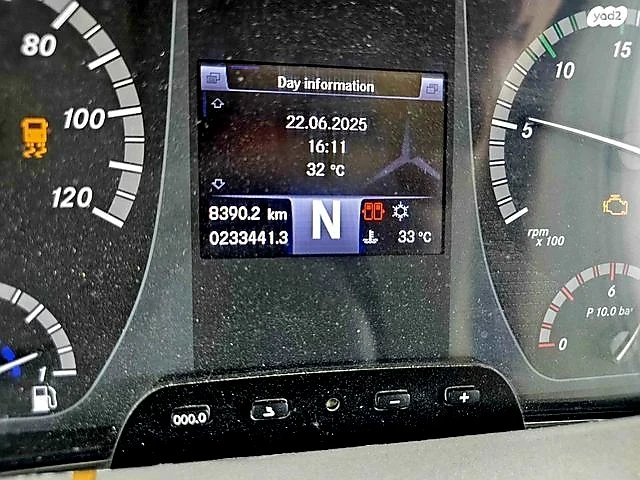 yad2
80
100
120
Day information
22.06.2025
16:11
32 °C
8390.2 km
0233441.3
N
33 °C
5
10
15
rpm
x 100
6
P 10.0 ba
0
1
000.0
- +